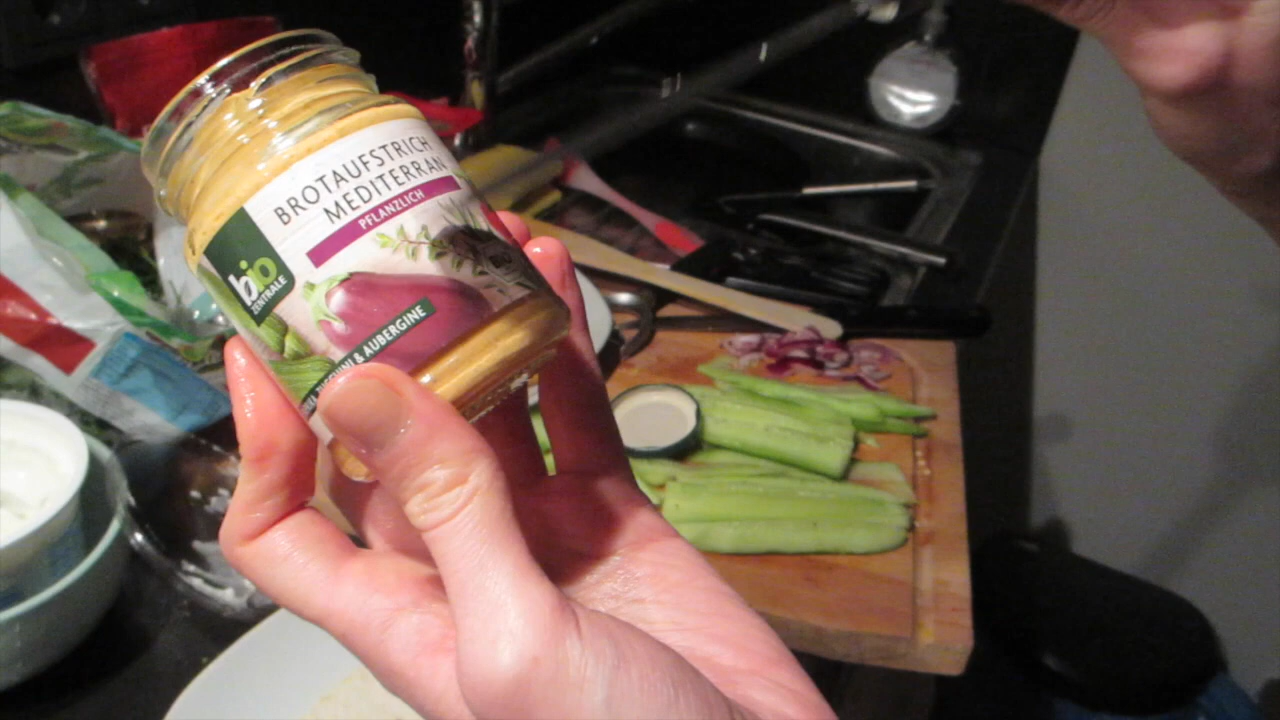 BROTAUFSTRICH
MEDITERRAN
PFLANZLICH
bio
ZENTRALE
& AUBERGINE